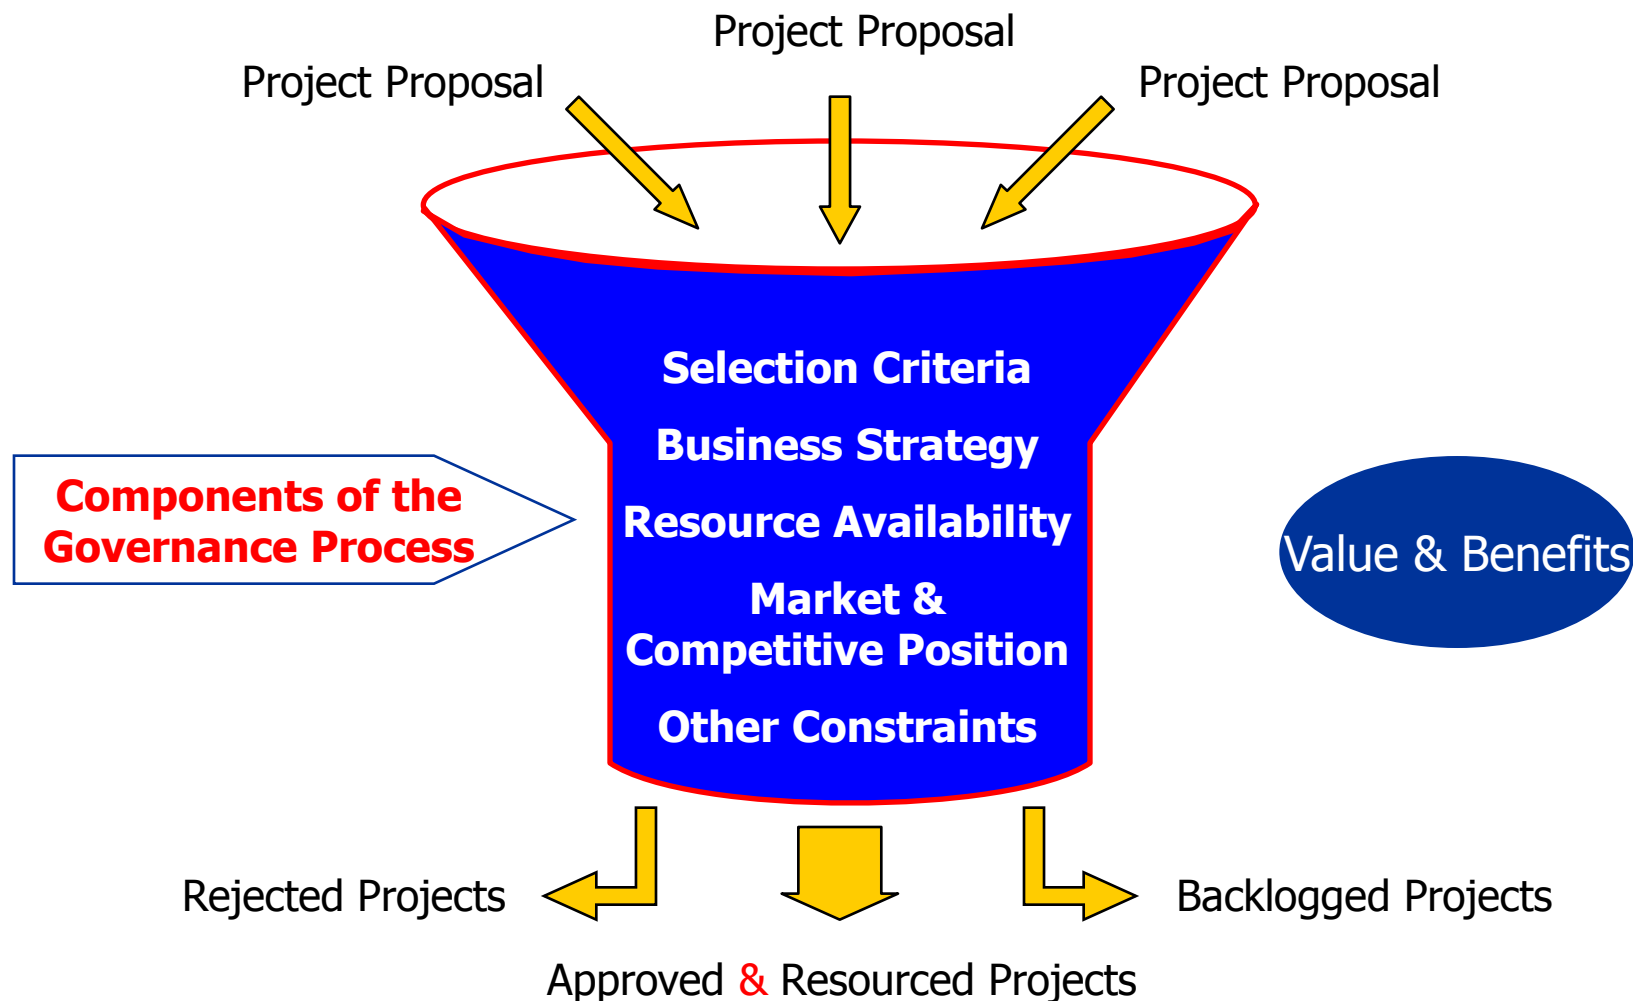 Project Proposal
Project Proposal
Project Proposal
Selection Criteria
Business Strategy
Resource Availability
Market &
Competitive Position
Other Constraints
Components of the
Governance Process
Value & Benefits
Rejected Projects
Backlogged Projects
Approved & Resourced Projects